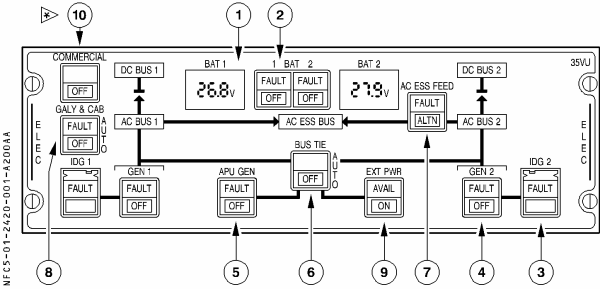 10
1
2
COMMERCIAL
OFF
DC BUS 1
BAT 1
26.8V
1 BAT 2
FAULT
OFF
FAULT
OFF
BAT 2
27.9V
DC BUS 2
35VU
AC ESS FEED
FAULT
ALTN
GALY & CAB
FAULT
OFF
AUTO
AC BUS 1
AC ESS BUS
AC BUS 2
ELEC
ELEC
BUS TIE
OFF
AUTO
IDG 1
FAULT
GEN 1
FAULT
OFF
APU GEN
FAULT
OFF
EXT PWR
AVAIL
ON
GEN 2
FAULT
OFF
IDG 2
FAULT
8
5
6
9
7
4
3
NFC5-01-2420-001-A200AA